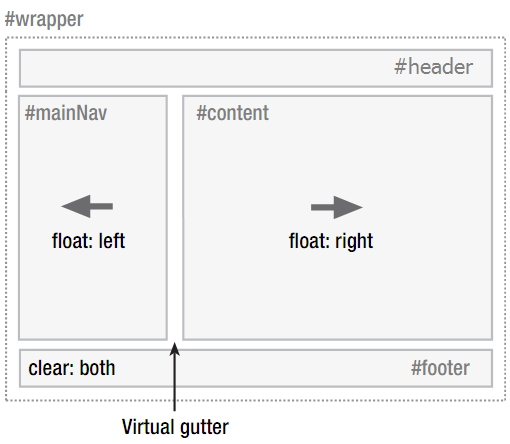 #wrapper
#header
#mainNav
#content
float: left
float: right
clear: both
#footer
Virtual gutter